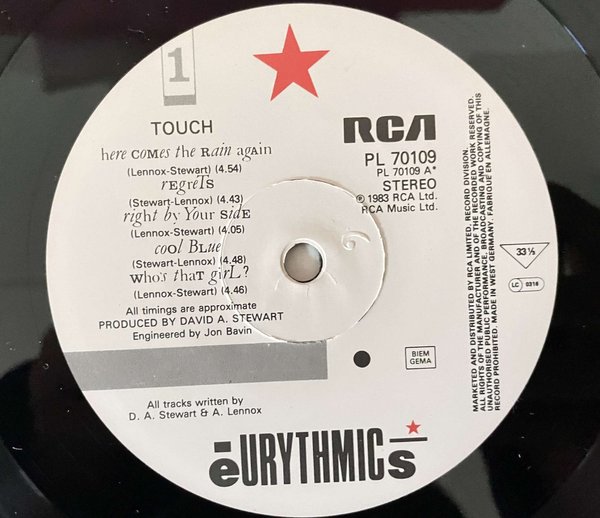 1
TOUCH
here COMEs the Rain again
(Lennox-Stewart) (4.54)
rEgreTs
(Stewart-Lennox) (4.43)
right by Your SidE
(Lennox-Stewart) (4.05)
coOl BLue
(Stewart-Lennox) (4.48)
WhO's thaT girL?
(Lennox-Stewart) (4.46)
All timings are approximate
PRODUCED BY DAVID A. STEWART
Engineered by Jon Bavin
All tracks written by
D. A. Stewart & A. Lennox
RCA
PL 70109
PL 70109 A*
STEREO
℗ 1983 RCA Ltd.
RCA Music Ltd.
BIEM
GEMA
33⅓
LC 0316
MARKETED AND DISTRIBUTED BY RCA LIMITED, RECORD DIVISION.
ALL RIGHTS OF THE MANUFACTURER AND OF THE RECORDED WORK RESERVED.
UNAUTHORISED PUBLIC PERFORMANCE, BROADCASTING AND COPYING OF THIS
RECORD PROHIBITED. MADE IN WEST GERMANY. FABRIQUE EN ALLEMAGNE.
eURYTHMICs